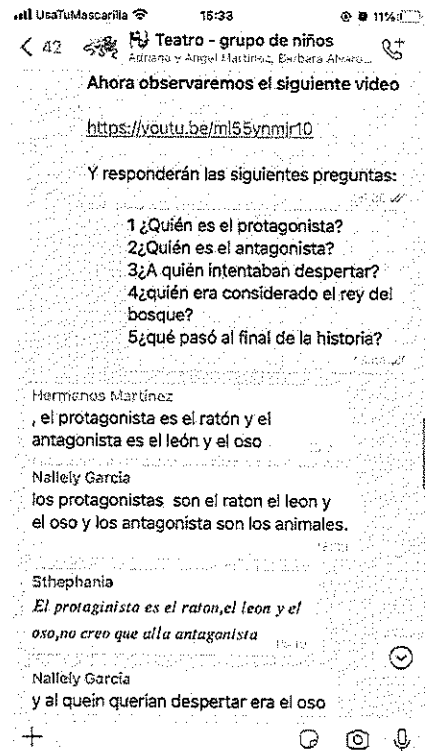 UsaTuMascarilla 15:33 11%
42 Teatro - grupo de niños
Adriano y Angel Martinez, Barbara
Ahora observaremos el siguiente video
Y responderán las siguientes preguntas:
1 ¿Quién es el protagonista?
2¿Quién es el antagonista?
3¿A quién intentaban despertar?
4¿quién era considerado el rey del
bosque?
5¿qué pasó al final de la historia?
Hermanos Martinez
, el protagonista es el ratón y el
antagonista es el león y el oso
Nallely Garcia
los protagonistas son el raton el leon y
el oso y los antagonista son los animales.
Sthephania
El protaginista es el raton,el leon y el
oso,no creo que alla antagonista
Nallely Garcia
y al quein querian despertar era el oso